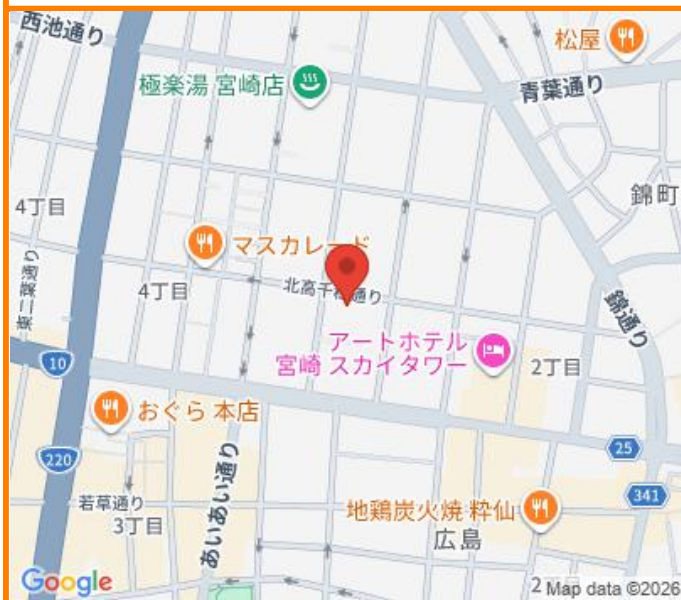 西池通り
松屋
極楽湯 宮崎店
青葉通り
錦町
4丁目
マスカレード
東二葉通り
4丁目
北高千穂通り
錦通り
アートホテル
宮崎 スカイタワー
2丁目
10
おぐら 本店
25
220
あいあい通り
341
若草通り
3丁目
地鶏炭火焼 粋仙
広島
Google
2
Map data ©2026